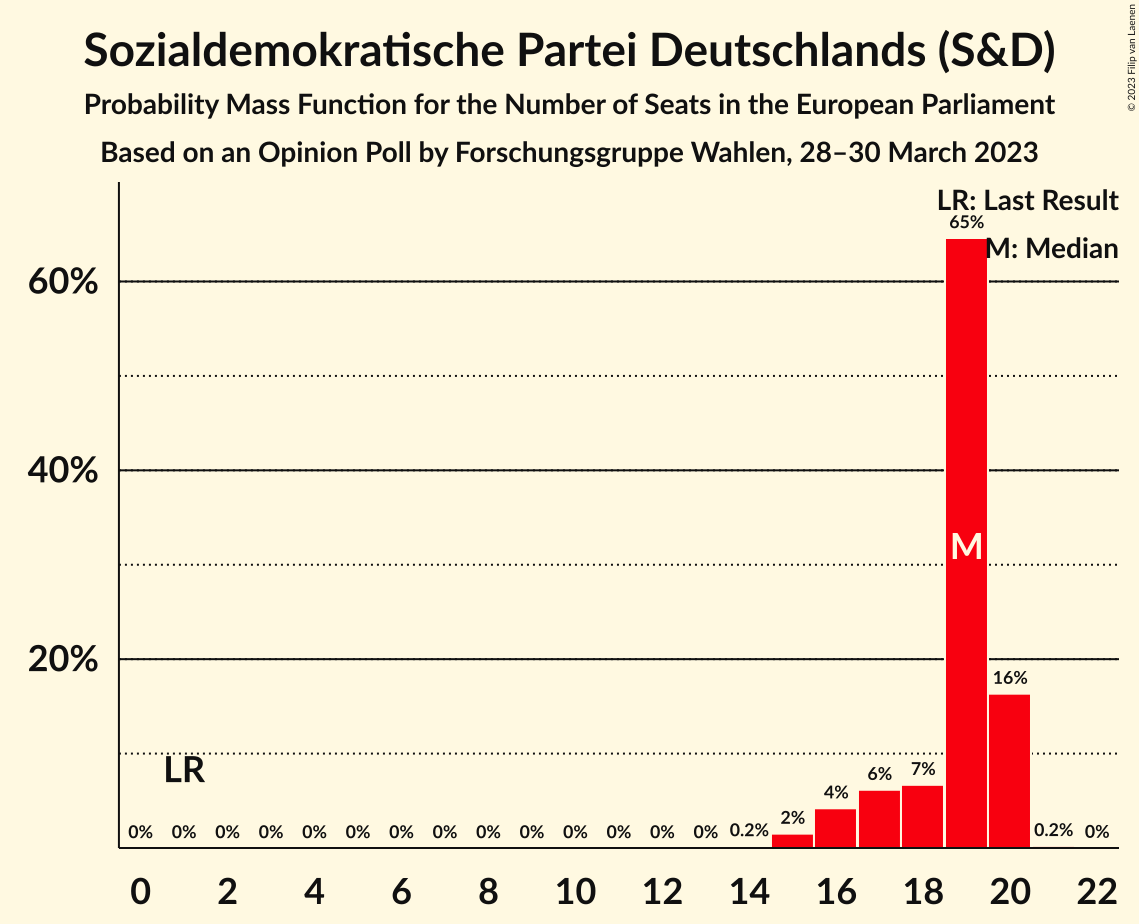 Sozialdemokratische Partei Deutschlands (S&D)
Probability Mass Function for the Number of Seats in the European Parliament
Based on an Opinion Poll by Forschungsgruppe Wahlen, 28–30 March 2023
© 2023 Filip van Laenen
LR: Last Result
65%
M: Median
60%
40%
M
20%
16%
LR
7%
6%
4%
2%
0% 0% 0% 0% 0% 0% 0% 0% 0% 0% 0% 0% 0% 0% 0.2% 0.2% 0%
0 2 4 6 8 10 12 14 16 18 20 22